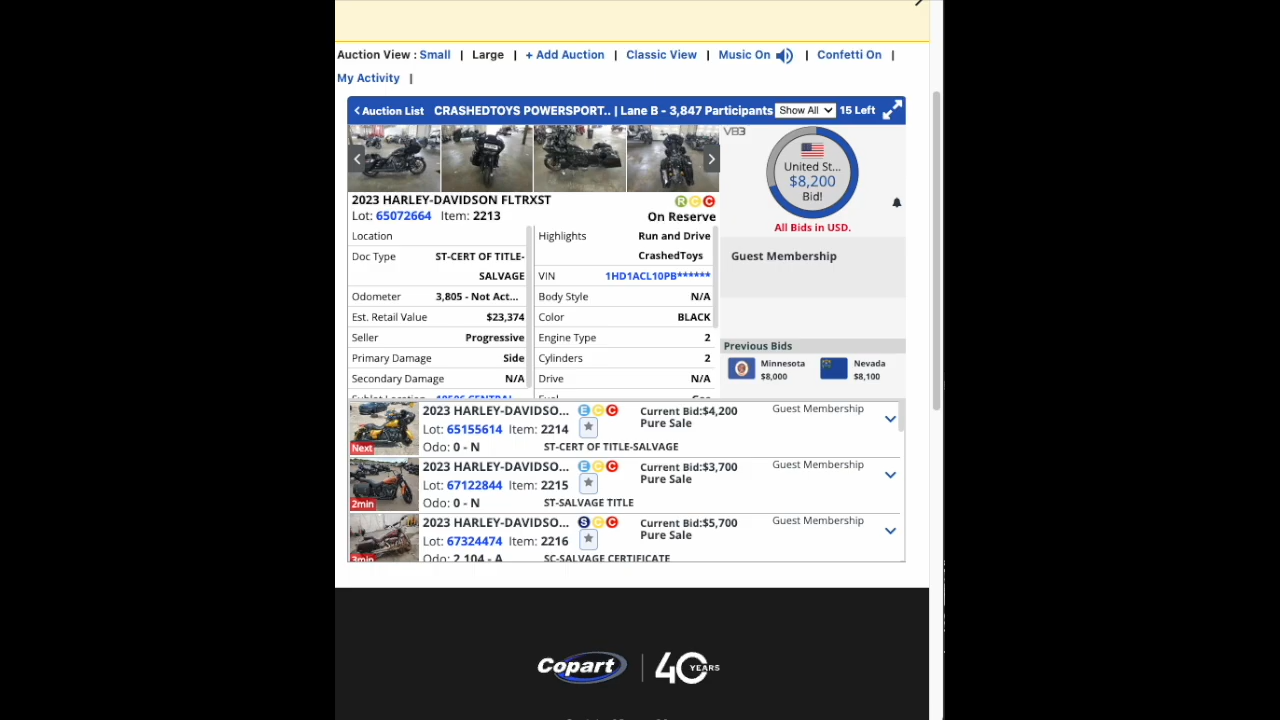 Auction View : Small | Large | + Add Auction | Classic View | Music On | Confetti On |
My Activity |
Auction List CRASHEDTOYS POWERSPORT.. | Lane B - 3,847 Participants Show All 15 Left
VB3
United St...
$8,200
Bid!
All Bids in USD.
2023 HARLEY-DAVIDSON FLTRXST R C C
Lot: 65072664 Item: 2213 On Reserve
Location
Doc Type ST-CERT OF TITLE-
SALVAGE
Odometer 3,805 - Not Act...
Est. Retail Value $23,374
Seller Progressive
Primary Damage Side
Secondary Damage N/A
Highlights Run and Drive
CrashedToys
VIN 1HD1ACL10PB******
Body Style N/A
Color BLACK
Engine Type 2
Cylinders 2
Drive N/A
Guest Membership
Previous Bids
Minnesota
$8,000
Nevada
$8,100
2023 HARLEY-DAVIDSO... E C C Current Bid:$4,200 Guest Membership
Lot: 65155614 Item: 2214 Pure Sale
Next Odo: 0 - N ST-CERT OF TITLE-SALVAGE
2023 HARLEY-DAVIDSO... E C C Current Bid:$3,700 Guest Membership
Lot: 67122844 Item: 2215 Pure Sale
2min Odo: 0 - N ST-SALVAGE TITLE
2023 HARLEY-DAVIDSO... S C C Current Bid:$5,700 Guest Membership
Lot: 67324474 Item: 2216 Pure Sale
3min Odo: 2,104 - A SC-SALVAGE CERTIFICATE
Copart | 40 YEARS